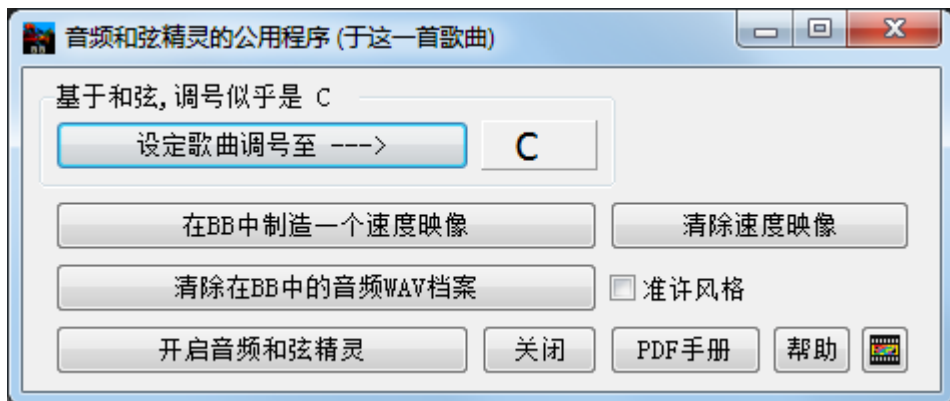 音频和弦精灵的公用程序 (于这一首歌曲)
基于和弦,调号似乎是 C
设定歌曲调号至 --->
C
在BB中制造一个速度映像
清除速度映像
清除在BB中的音频WAV档案
准许风格
开启音频和弦精灵
关闭
PDF手册
帮助